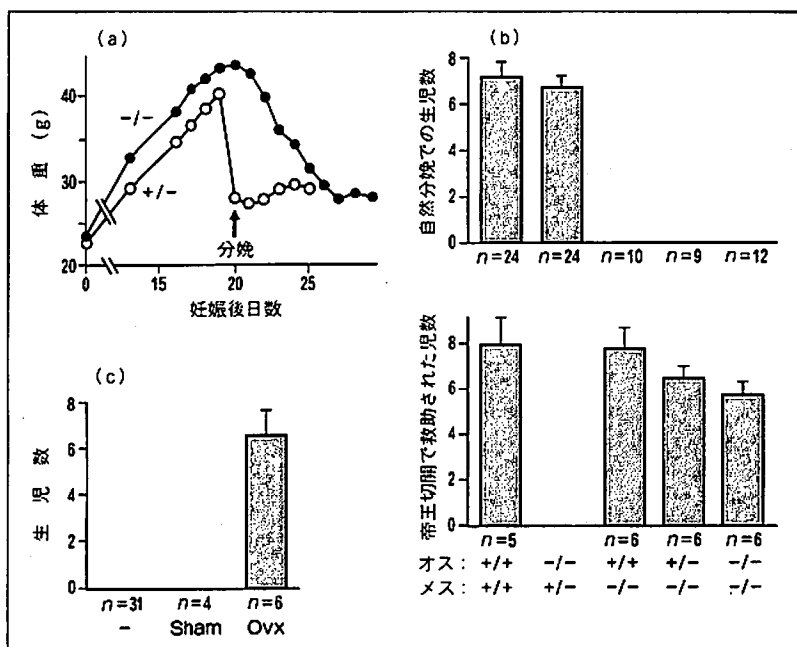 (a)
体重 (g)
40
30
20
−/−
+/−
分娩
0
15
20
25
妊娠後日数
(b)
自然分娩での生児数
8
6
4
2
0
n=24
n=24
n=10
n=9
n=12
帝王切開で救助された児数
8
6
4
2
0
n=5
n=6
n=6
n=6
オス： +/+ −/− +/+ +/− −/−
メス： +/+ +/− −/− −/− −/−
(c)
生児数
8
6
4
2
0
n=31
n=4
n=6
− Sham Ovx